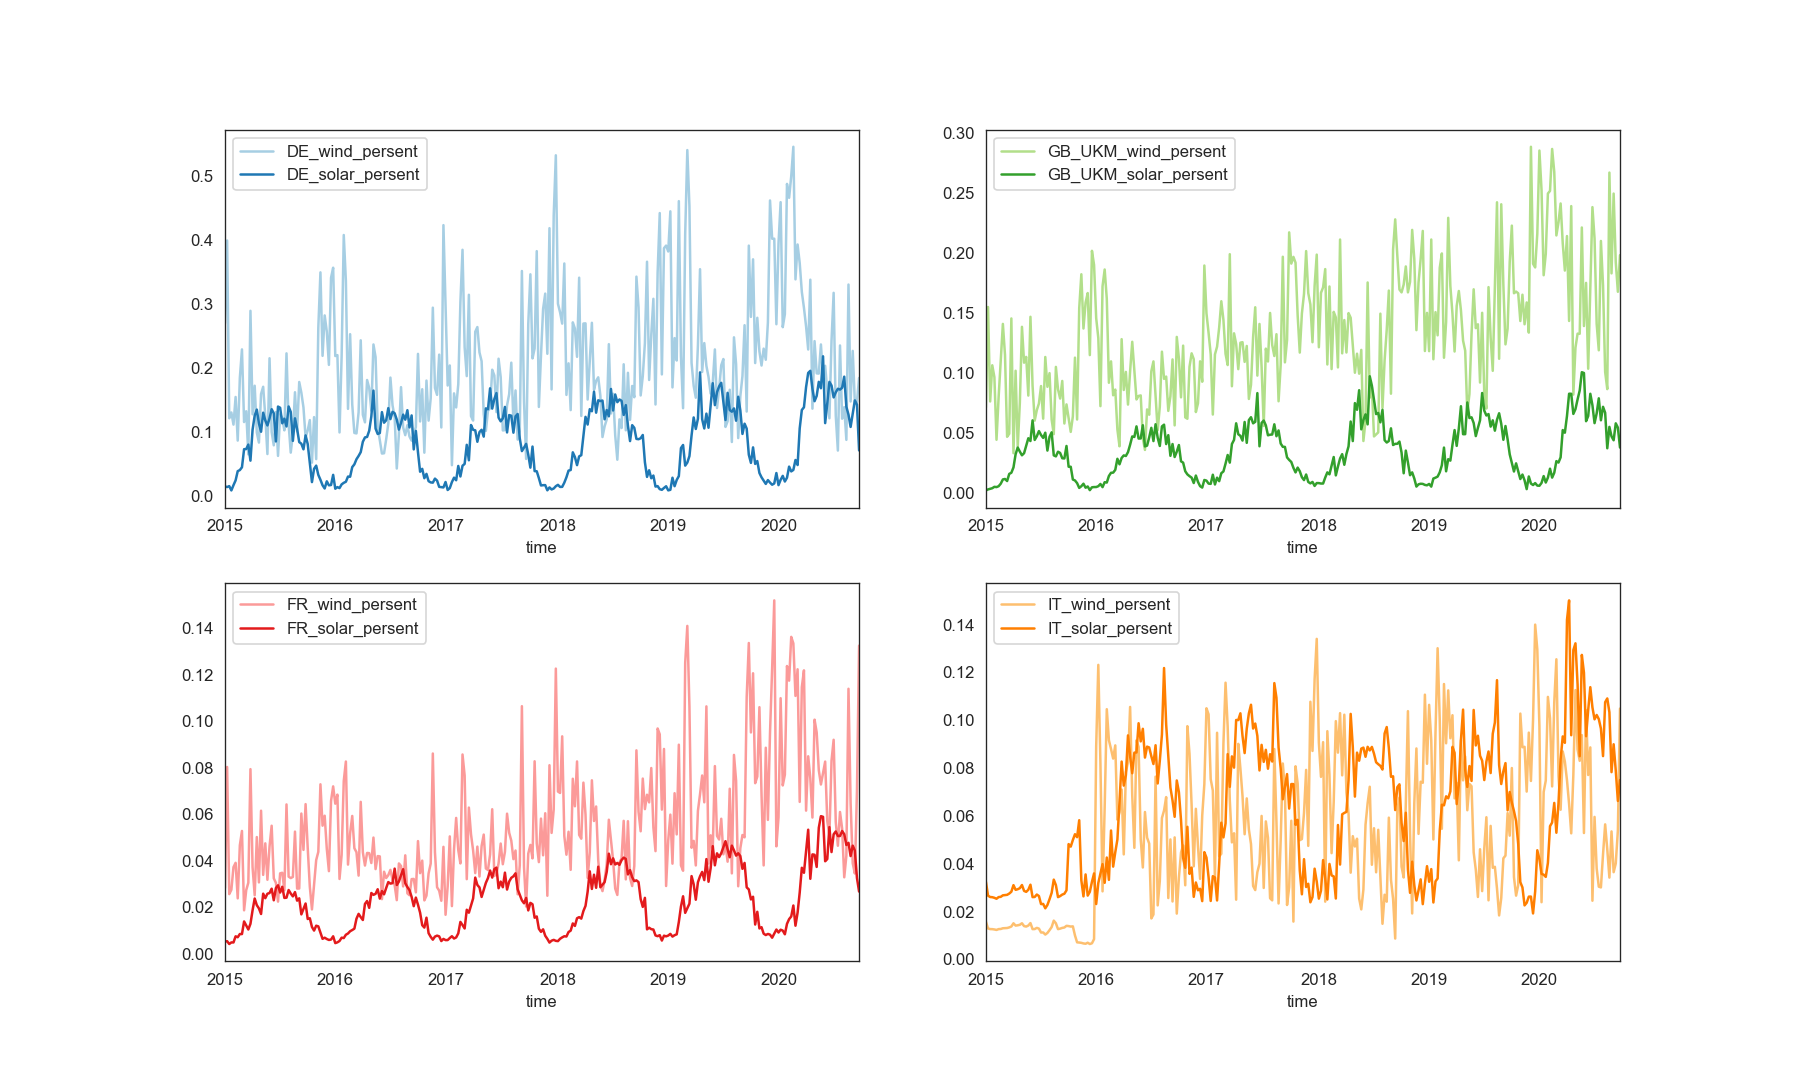 DE_wind_persent
DE_solar_persent
0.5
0.4
0.3
0.2
0.1
0.0
2015 2016 2017 2018 2019 2020
time
GB_UKM_wind_persent
GB_UKM_solar_persent
0.30
0.25
0.20
0.15
0.10
0.05
0.00
2015 2016 2017 2018 2019 2020
time
FR_wind_persent
FR_solar_persent
0.14
0.12
0.10
0.08
0.06
0.04
0.02
0.00
2015 2016 2017 2018 2019 2020
time
IT_wind_persent
IT_solar_persent
0.14
0.12
0.10
0.08
0.06
0.04
0.02
0.00
2015 2016 2017 2018 2019 2020
time